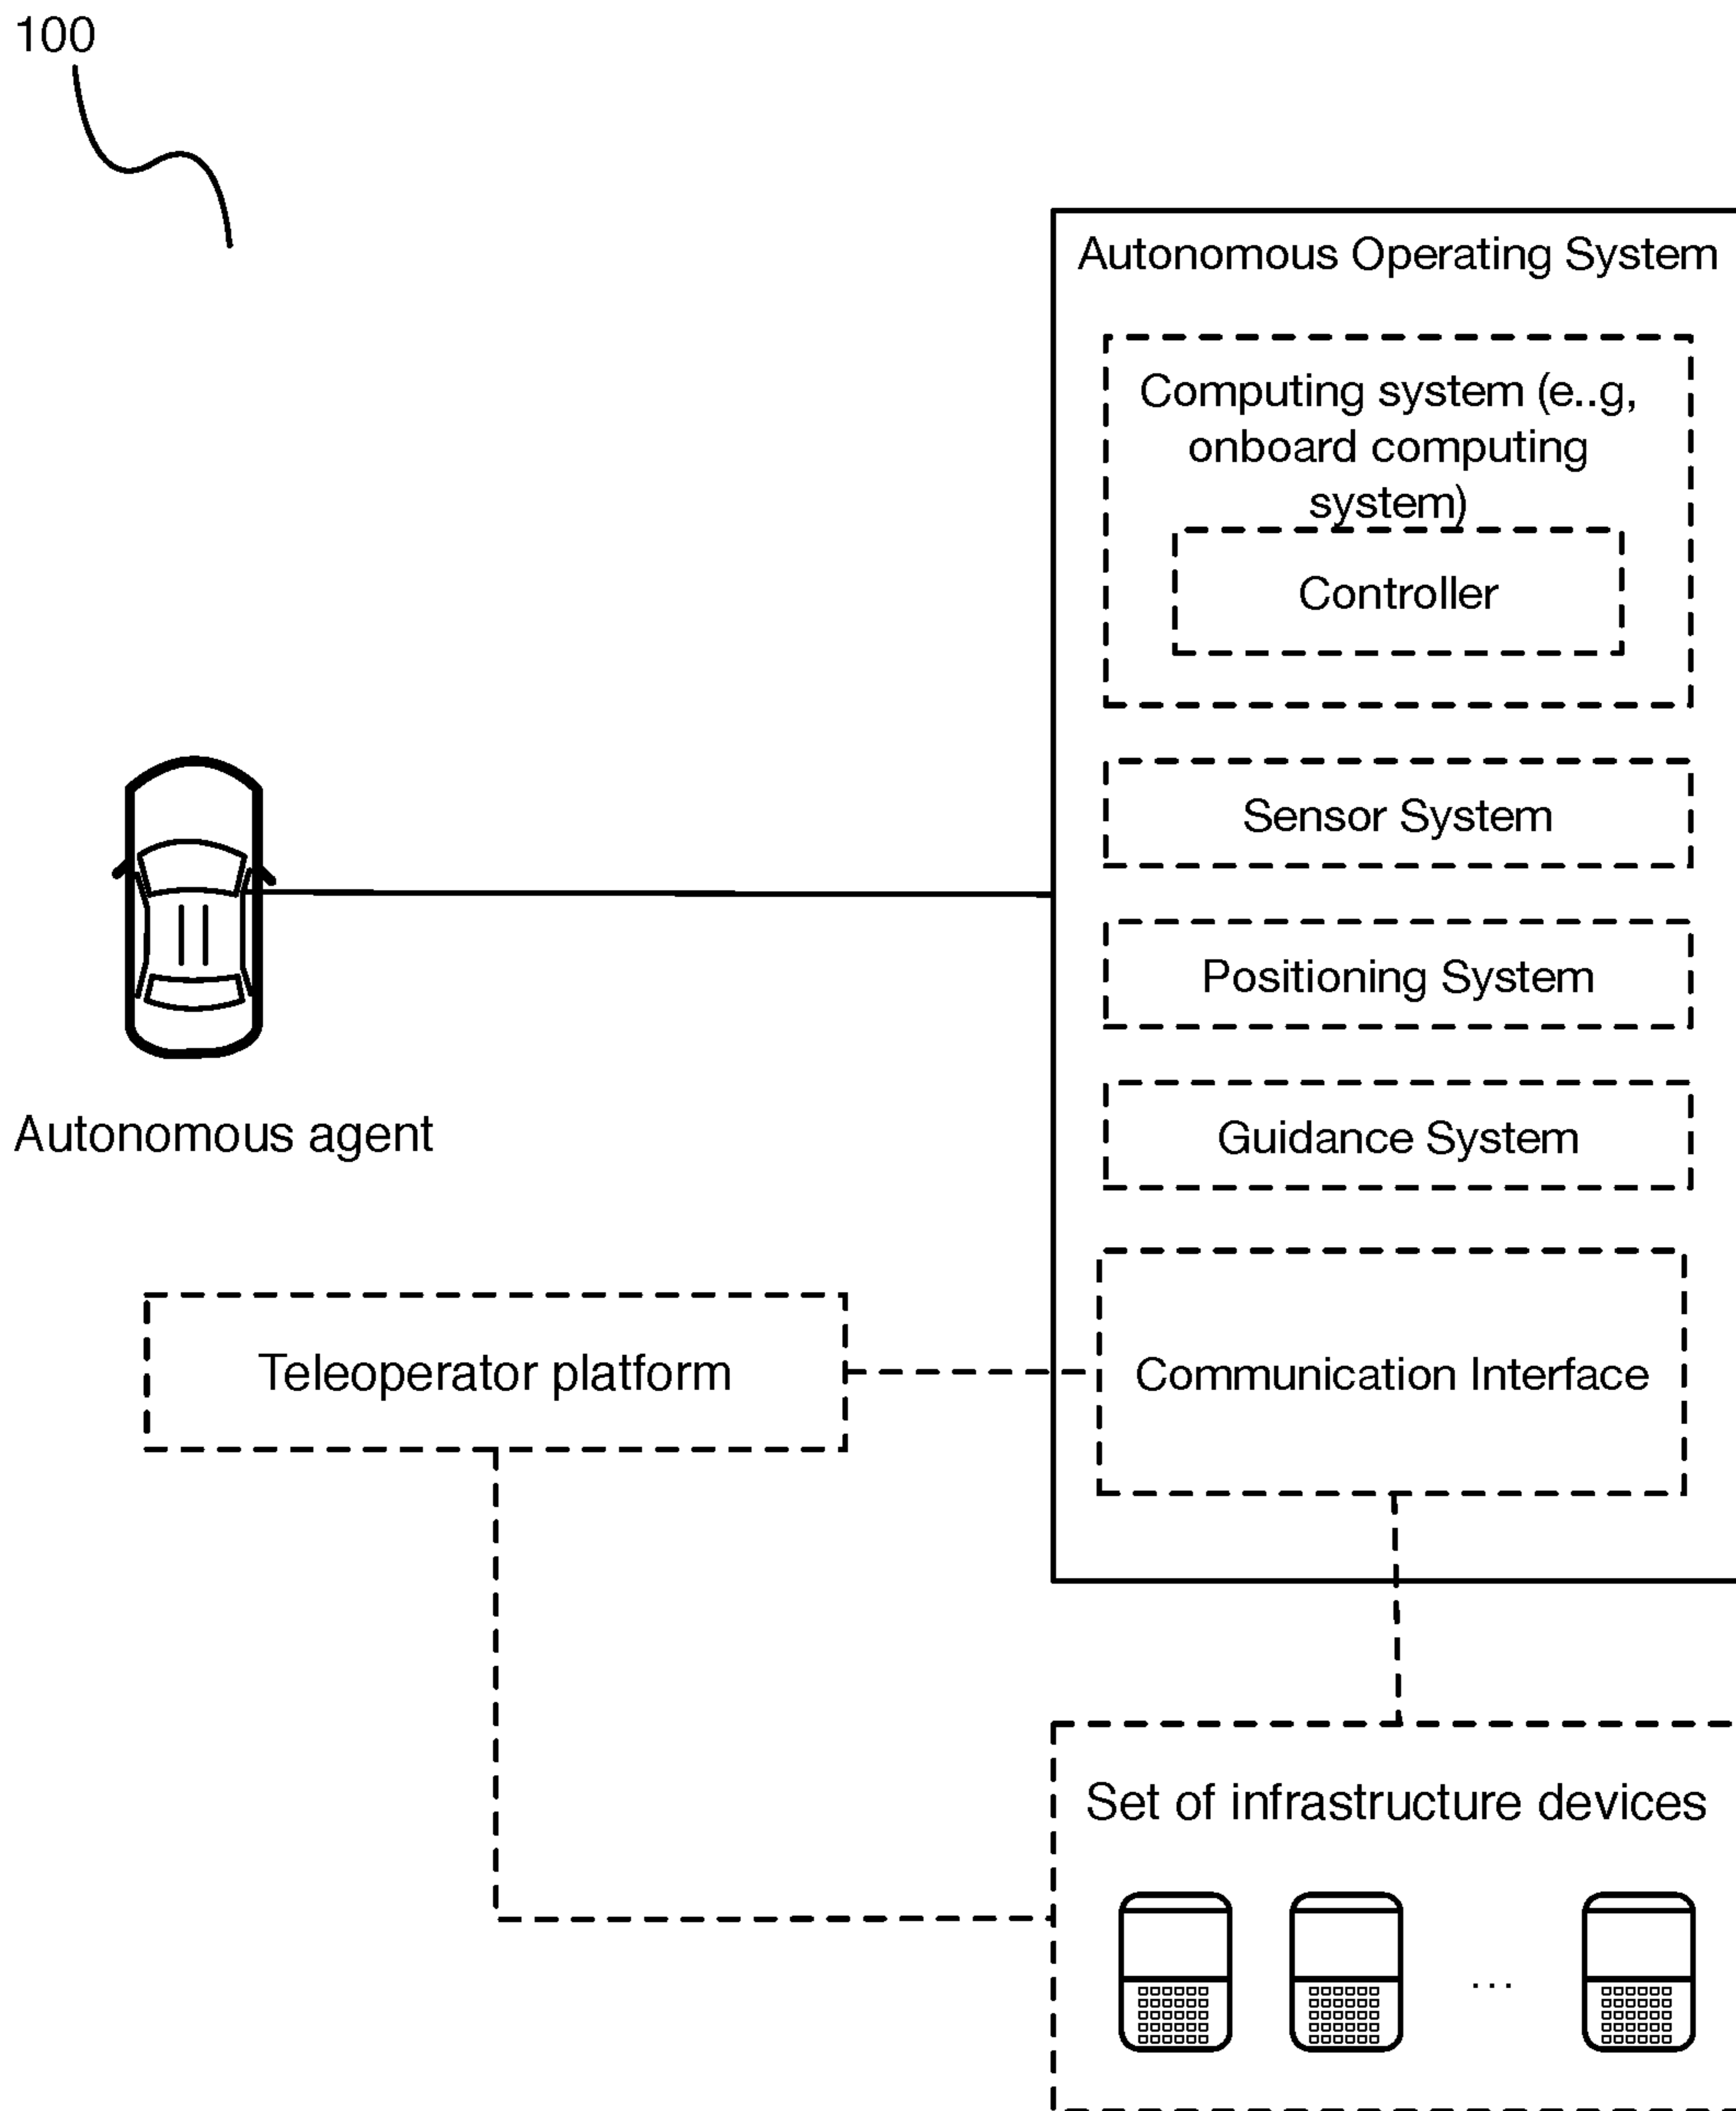 100
Autonomous Operating System
Computing system (e..g,
onboard computing
system)
Controller
Sensor System
Positioning System
Guidance System
Autonomous agent
Teleoperator platform
Communication Interface
Set of infrastructure devices
...